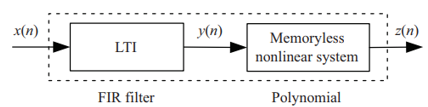 x(n)
LTI
y(n)
Memoryless
nonlinear system
z(n)
FIR filter
Polynomial